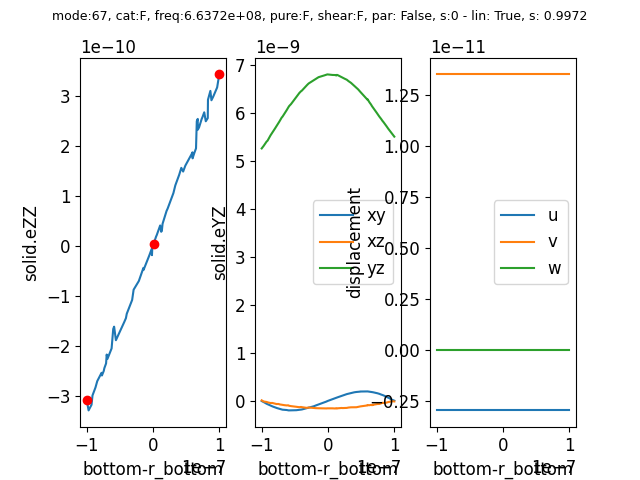 mode:67, cat:F, freq:6.6372e+08, pure:F, shear:F, par: False, s:0 - lin: True, s: 0.9972
1e−10
1e−9
1e−11
solid.eZZ
3
2
1
0
−1
−2
−3
−1
0
1
1e−7
bottom-r_bottom
solid.eYZ
7
6
5
4
3
2
1
0
xy
xz
yz
−1
0
1
1e−7
bottom-r_bottom
displacement
1.25
1.00
0.75
0.50
0.25
0.00
−0.25
u
v
w
−1
0
1
1e−7
bottom-r_bottom